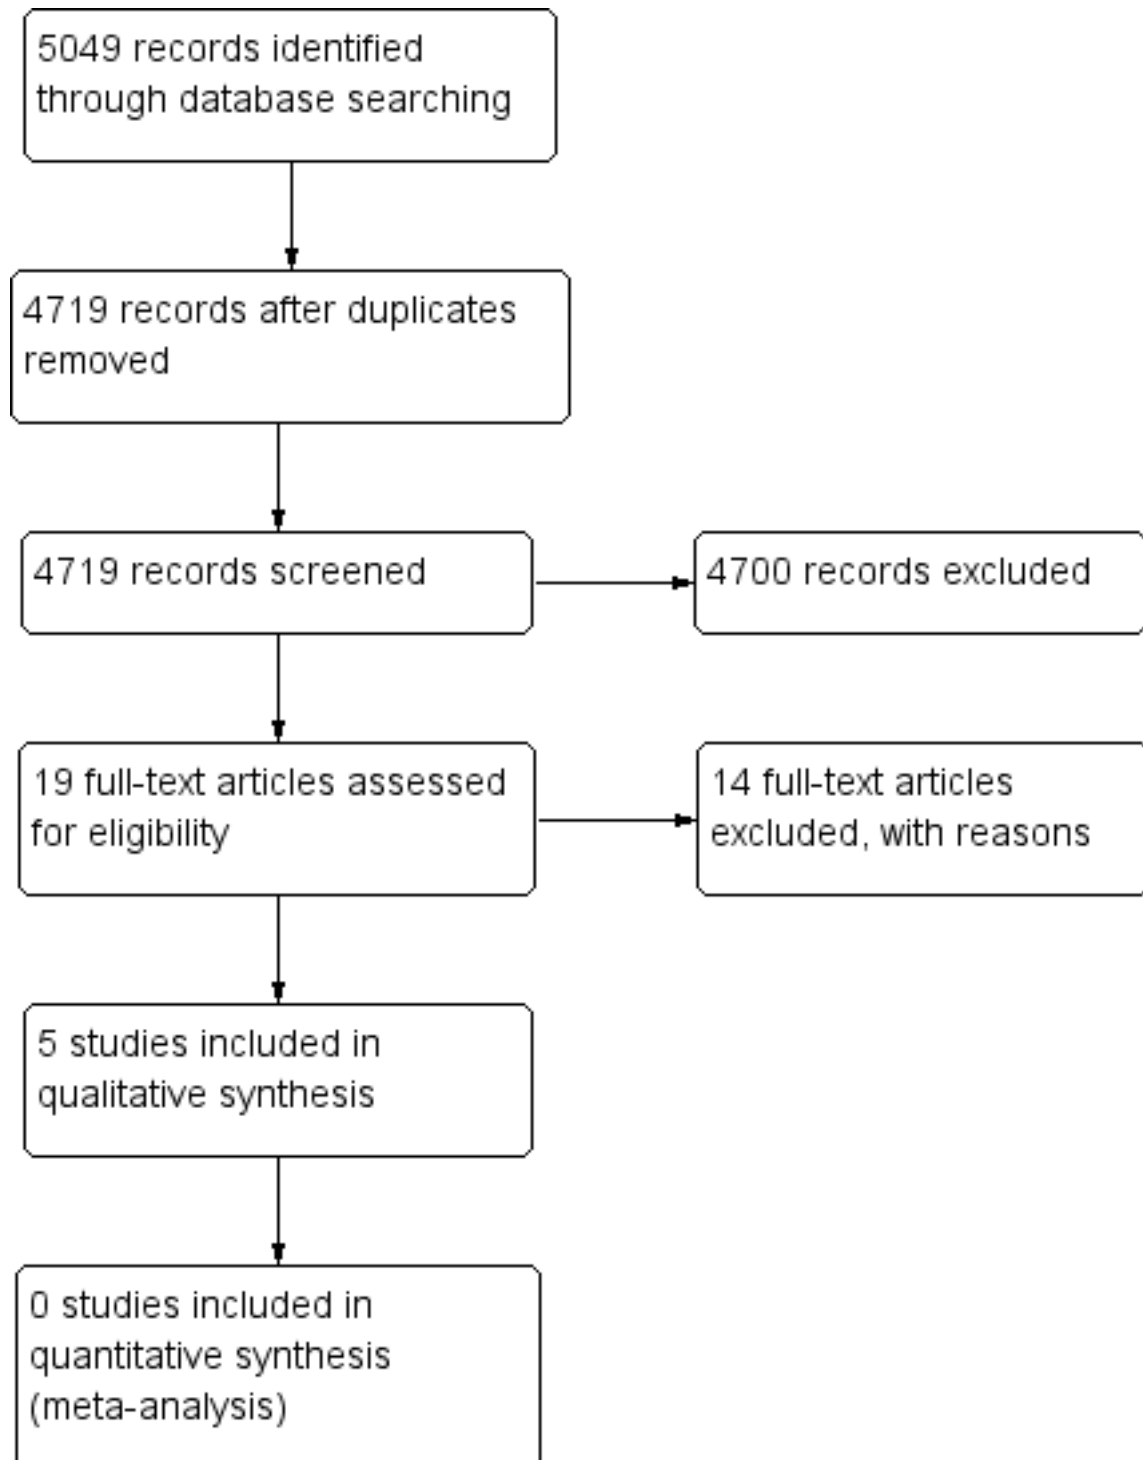 5049 records identified
through database searching
4719 records after duplicates
removed
4719 records screened
4700 records excluded
19 full-text articles assessed
for eligibility
14 full-text articles
excluded, with reasons
5 studies included in
qualitative synthesis
0 studies included in
quantitative synthesis
(meta-analysis)